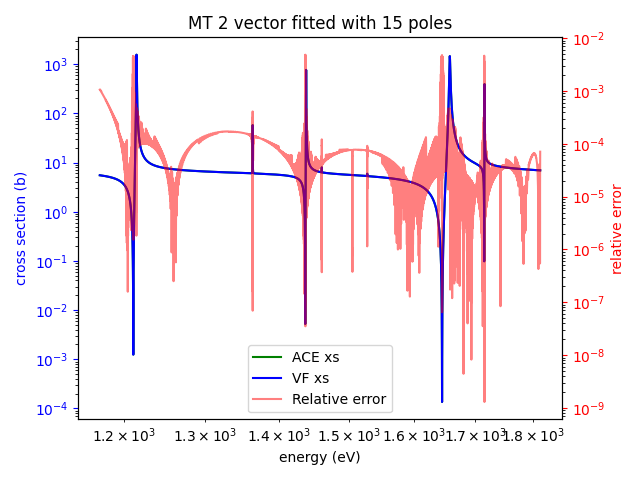 MT 2 vector fitted with 15 poles
cross section (b)
10³
10²
10¹
10⁰
10⁻¹
10⁻²
10⁻³
10⁻⁴
10⁻²
10⁻³
10⁻⁴
10⁻⁵
10⁻⁶
10⁻⁷
10⁻⁸
10⁻⁹
relative error
ACE xs
VF xs
Relative error
1.2 × 10³ 1.3 × 10³ 1.4 × 10³ 1.5 × 10³ 1.6 × 10³ 1.7 × 10³ 1.8 × 10³
energy (eV)